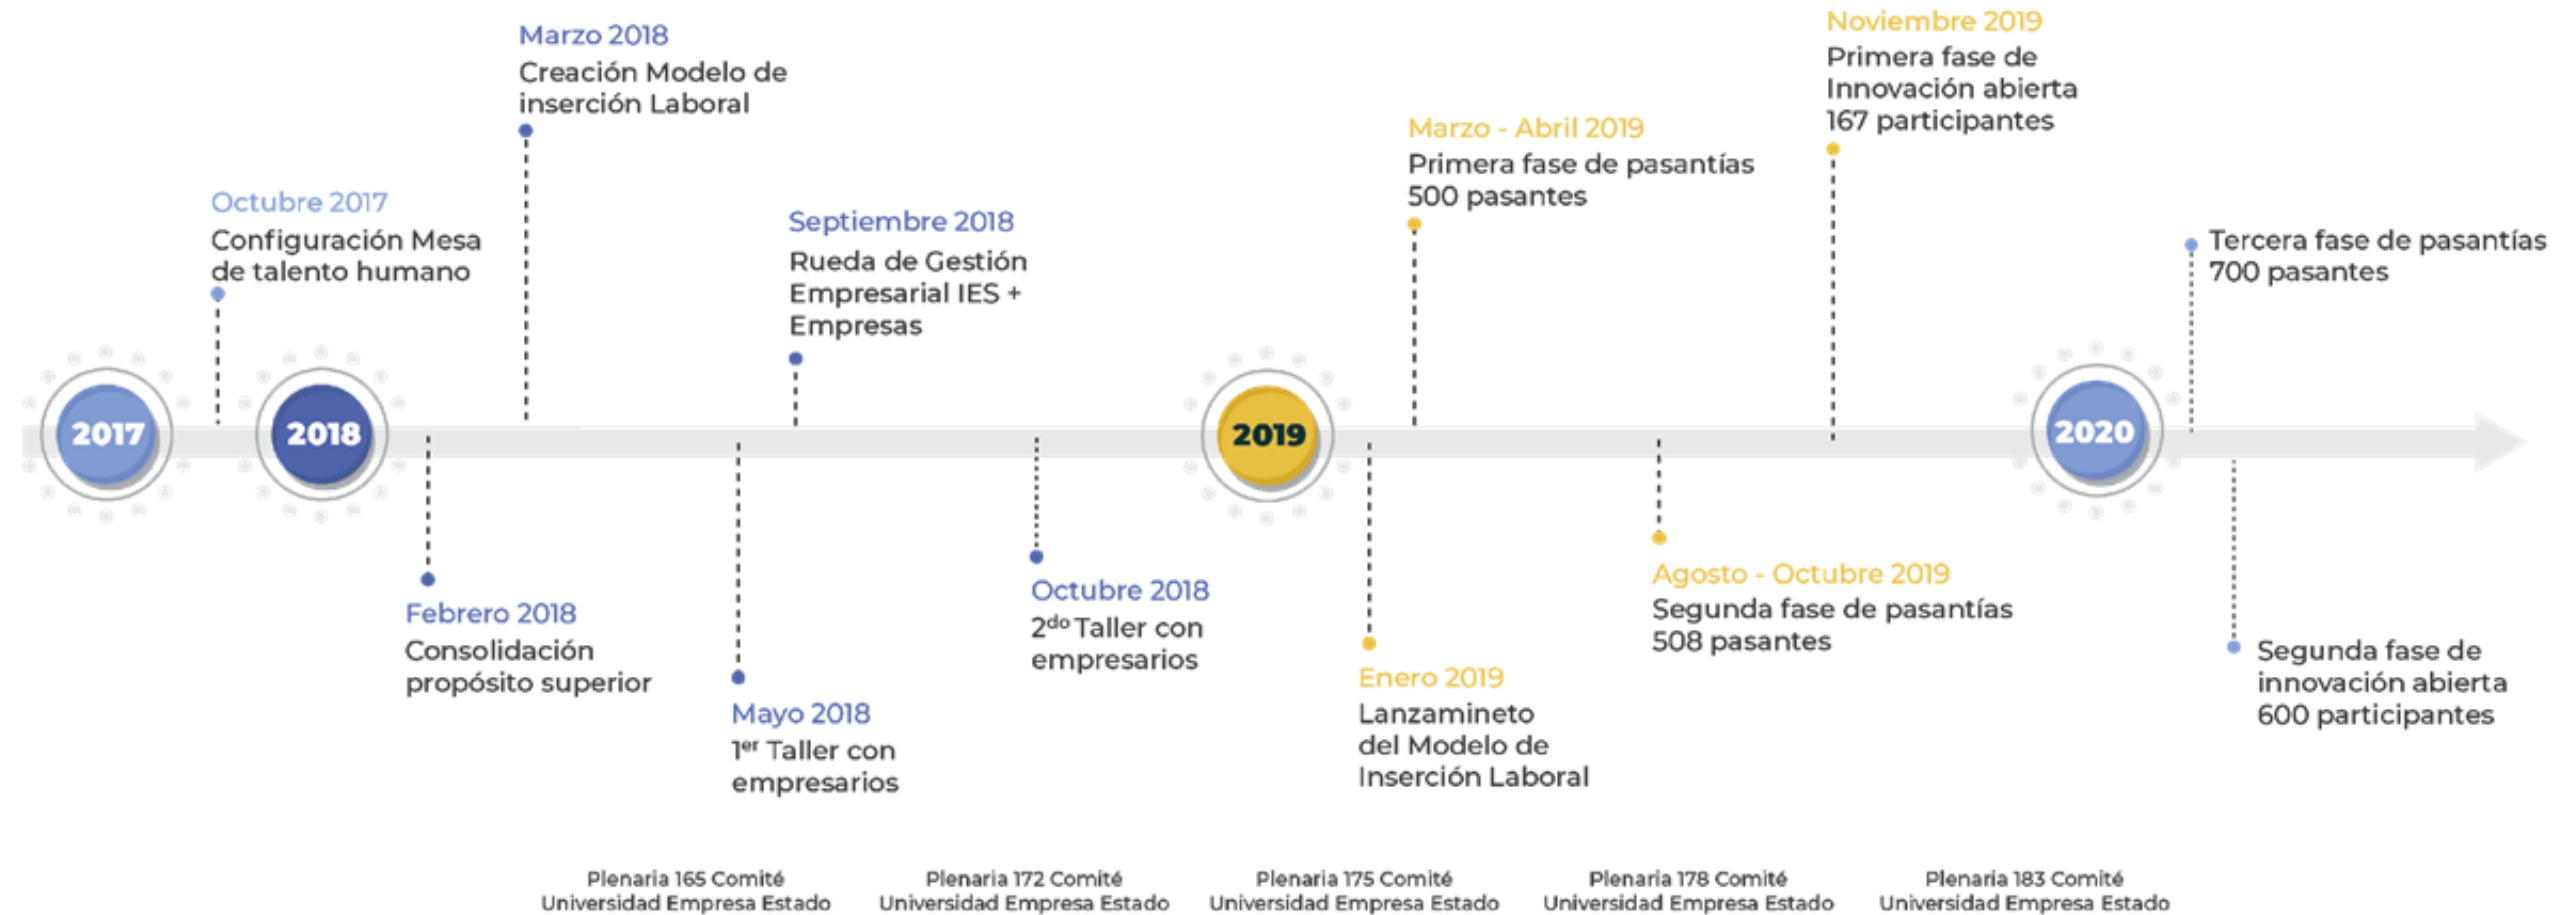 2017
Octubre 2017
Configuración Mesa
de talento humano
2018
Febrero 2018
Consolidación
propósito superior
Marzo 2018
Creación Modelo de
inserción Laboral
Mayo 2018
1er Taller con
empresarios
Septiembre 2018
Rueda de Gestión
Empresarial IES +
Empresas
Octubre 2018
2do Taller con
empresarios
2019
Enero 2019
Lanzamineto
del Modelo de
Inserción Laboral
Marzo - Abril 2019
Primera fase de pasantías
500 pasantes
Agosto - Octubre 2019
Segunda fase de pasantías
508 pasantes
Noviembre 2019
Primera fase de
Innovación abierta
167 participantes
2020
Tercera fase de pasantías
700 pasantes
Segunda fase de
innovación abierta
600 participantes
Plenaria 165 Comité
Universidad Empresa Estado
Plenaria 172 Comité
Universidad Empresa Estado
Plenaria 175 Comité
Universidad Empresa Estado
Plenaria 178 Comité
Universidad Empresa Estado
Plenaria 183 Comité
Universidad Empresa Estado